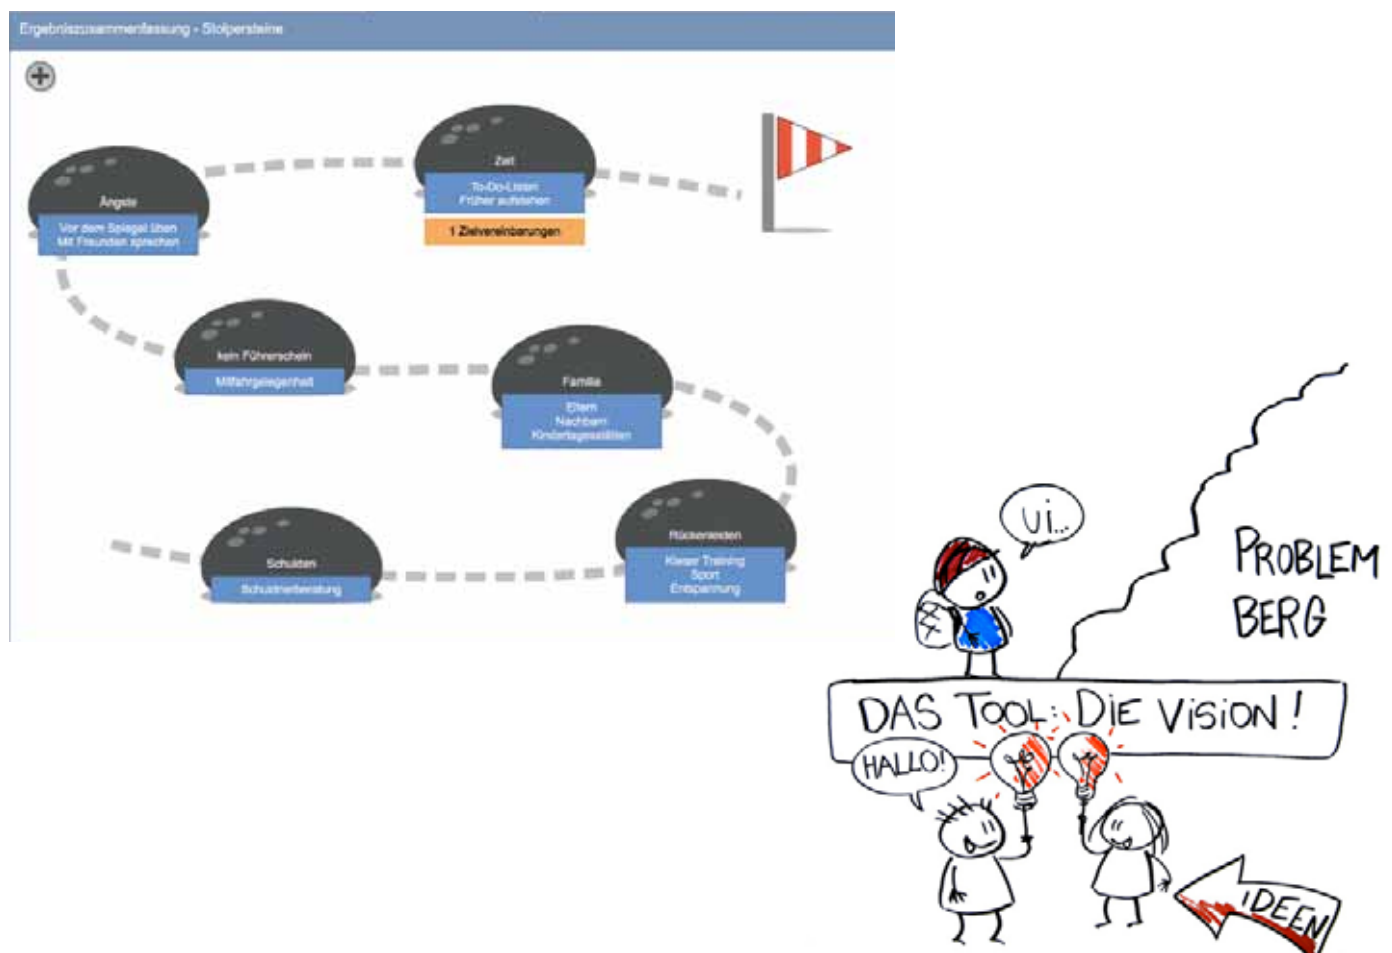 Ergebniszusammenfassung - Stolpersteine
Zeit
To-Do-Listen
Früher aufstehen
1 Zielvereinbarungen
Ängste
Vor dem Spiegel üben
Mit Freunden sprechen
kein Führerschein
Mitfahrgelegenheit
Familie
Eltern
Nachbarn
Kindertagesstätten
Rückenleiden
Kieser Training
Sport
Entspannung
Schulden
Schuldnerberatung
Ui...
PROBLEM
BERG
DAS TOOL: DIE VISION!
HALLO!
IDEEN